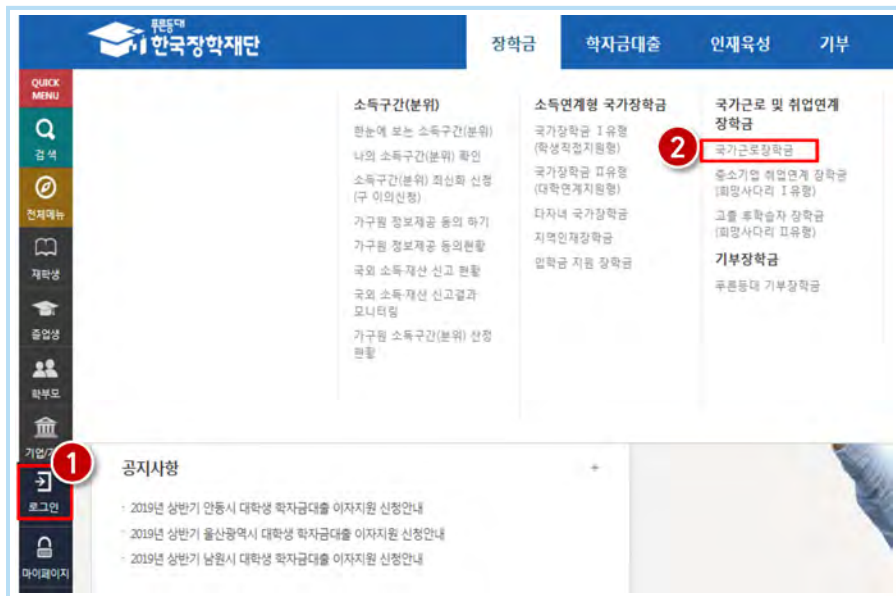 푸른등대
한국장학재단
장학금
학자금대출
인재육성
기부
QUICK
MENU
검색
전체메뉴
재학생
졸업생
학부모
기업/
1
로그인
마이페이지
소득구간(분위)
한눈에 보는 소득구간(분위)
나의 소득구간(분위) 확인
소득구간(분위) 최신화 신청
(구 이의신청)
가구원 정보제공 동의 하기
가구원 정보제공 동의현황
국외 소득·재산 신고 현황
국외 소득·재산 신고결과
모니터링
가구원 소득구간(분위) 산정
현황
소득연계형 국가장학금
국가장학금 Ⅰ유형
(학생직접지원형)
국가장학금 Ⅱ유형
(대학연계지원형)
다자녀 국가장학금
지역인재장학금
입학금 지원 장학금
국가근로 및 취업연계
장학금
2
국가근로장학금
중소기업 취업연계 장학금
(희망사다리 Ⅰ유형)
고졸 후학습자 장학금
(희망사다리 Ⅱ유형)
기부장학금
푸른등대 기부장학금
공지사항
+
· 2019년 상반기 안동시 대학생 학자금대출 이자지원 신청안내
· 2019년 상반기 울산광역시 대학생 학자금대출 이자지원 신청안내
· 2019년 상반기 남원시 대학생 학자금대출 이자지원 신청안내